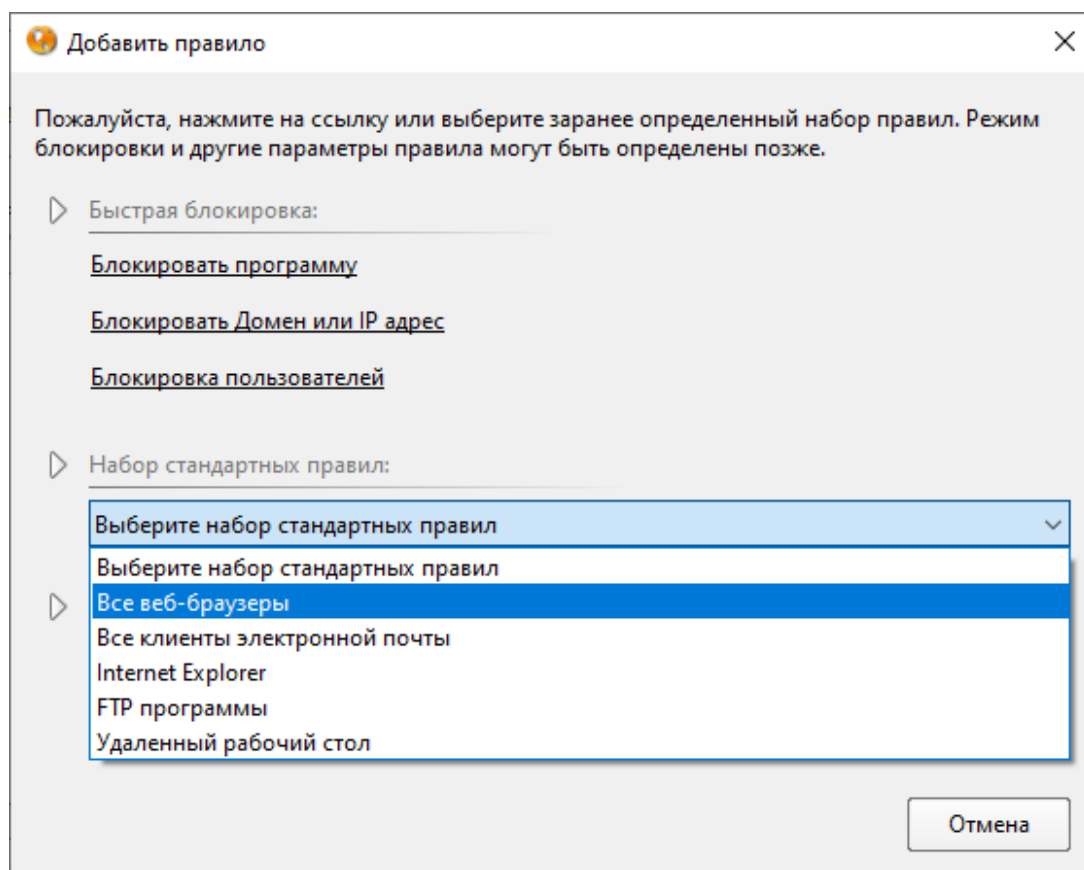 Добавить правило
Пожалуйста, нажмите на ссылку или выберите заранее определенный набор правил. Режим
блокировки и другие параметры правила могут быть определены позже.
Быстрая блокировка:
Блокировать программу
Блокировать Домен или IP адрес
Блокировка пользователей
Набор стандартных правил:
Выберите набор стандартных правил
Выберите набор стандартных правил
Все веб-браузеры
Все клиенты электронной почты
Internet Explorer
FTP программы
Удаленный рабочий стол
Отмена